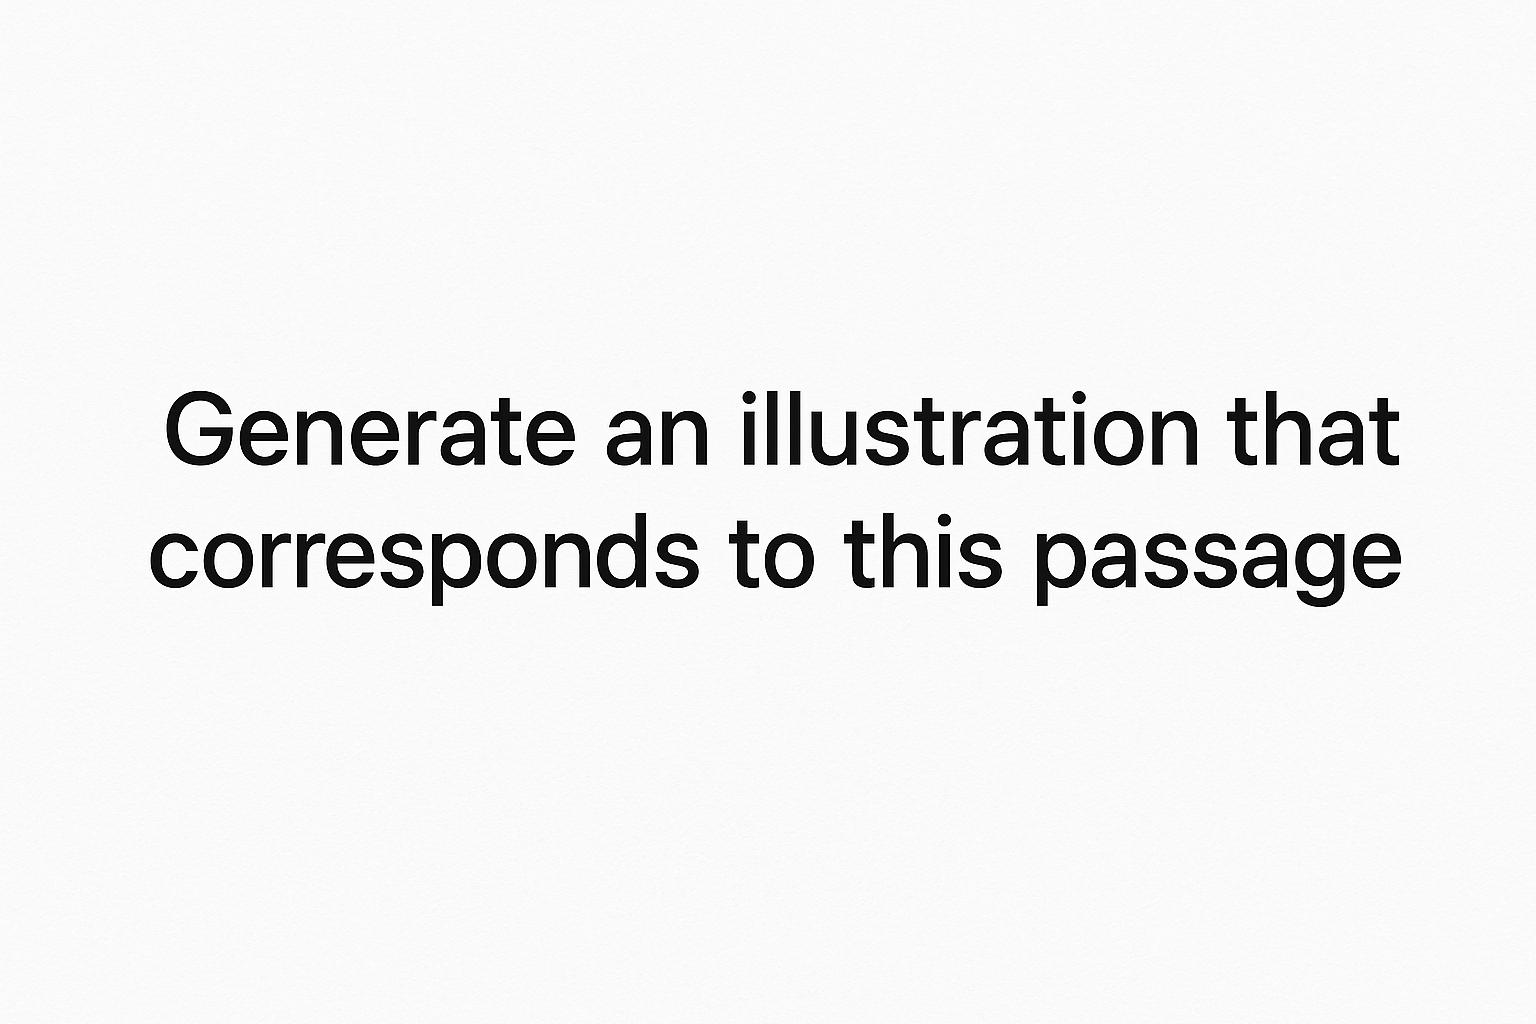 Generate an illustration that
corresponds to this passage